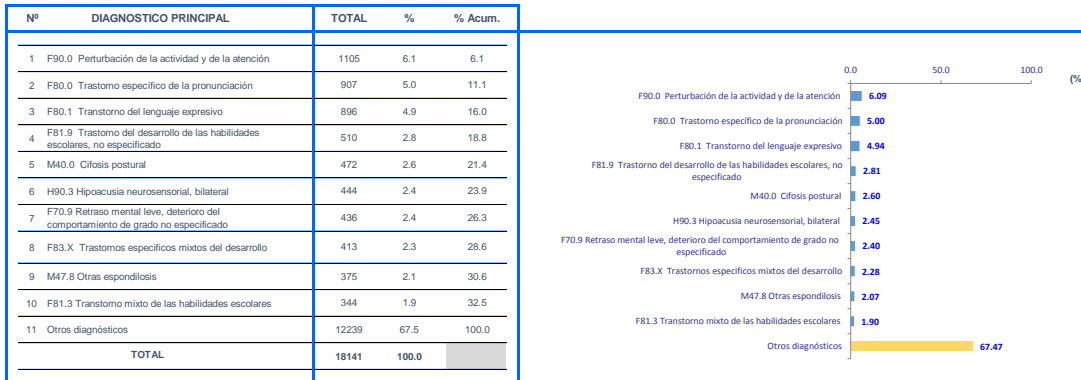 Nº DIAGNOSTICO PRINCIPAL TOTAL % % Acum.
1 F90.0 Perturbación de la actividad y de la atención 1105 6.1 6.1
2 F80.0 Trastorno específico de la pronunciación 907 5.0 11.1
3 F80.1 Transtorno del lenguaje expresivo 896 4.9 16.0
4 F81.9 Trastorno del desarrollo de las habilidades
escolares, no especificado 510 2.8 18.8
5 M40.0 Cifosis postural 472 2.6 21.4
6 H90.3 Hipoacusia neurosensorial, bilateral 444 2.4 23.9
7 F70.9 Retraso mental leve, deterioro del
comportamiento de grado no especificado 436 2.4 26.3
8 F83.X Trastornos especificos mixtos del desarrollo 413 2.3 28.6
9 M47.8 Otras espondilosis 375 2.1 30.6
10 F81.3 Transtorno mixto de las habilidades escolares 344 1.9 32.5
11 Otros diagnósticos 12239 67.5 100.0
TOTAL 18141 100.0
0.0 50.0 100.0
(%
F90.0 Perturbación de la actividad y de la atención 6.09
F80.0 Trastorno específico de la pronunciación 5.00
F80.1 Transtorno del lenguaje expresivo 4.94
F81.9 Trastorno del desarrollo de las habilidades escolares, no
especificado 2.81
M40.0 Cifosis postural 2.60
H90.3 Hipoacusia neurosensorial, bilateral 2.45
F70.9 Retraso mental leve, deterioro del comportamiento de grado no
especificado 2.40
F83.X Trastornos especificos mixtos del desarrollo 2.28
M47.8 Otras espondilosis 2.07
F81.3 Transtorno mixto de las habilidades escolares 1.90
Otros diagnósticos 67.47